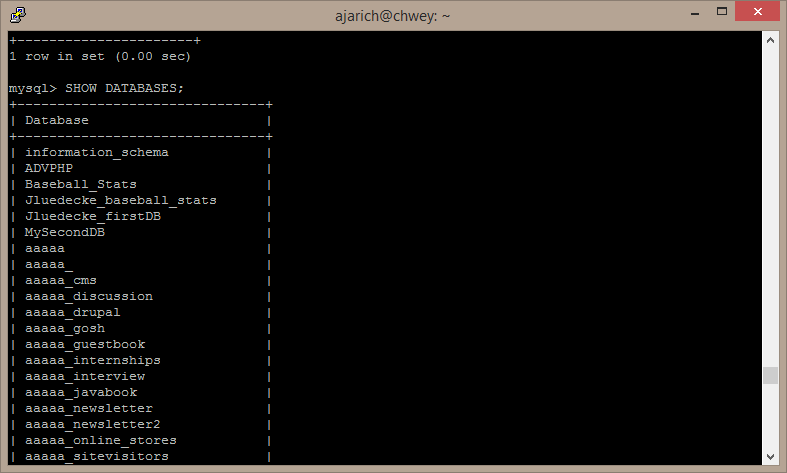 ajarich@chwey: ~
+----------------------+
1 row in set (0.00 sec)
mysql> SHOW DATABASES;
+-------------------------------+
| Database                      |
+-------------------------------+
| information_schema            |
| ADVPHP                        |
| Baseball_Stats                |
| Jluedecke_baseball_stats      |
| Jluedecke_firstDB             |
| MySecondDB                    |
| aaaaa                         |
| aaaaa_                        |
| aaaaa_cms                     |
| aaaaa_discussion              |
| aaaaa_drupal                  |
| aaaaa_gosh                    |
| aaaaa_guestbook               |
| aaaaa_internships             |
| aaaaa_interview               |
| aaaaa_javabook                |
| aaaaa_newsletter              |
| aaaaa_newsletter2             |
| aaaaa_online_stores           |
| aaaaa_sitevisitors            |